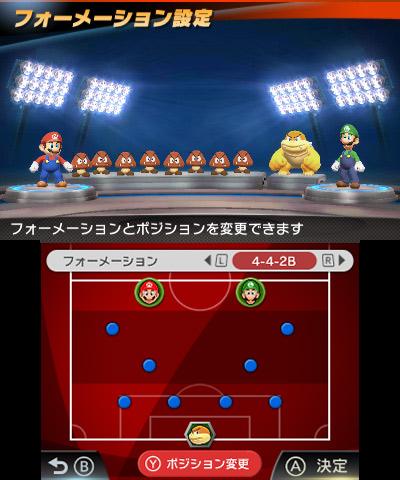 フォーメーション設定
フォーメーションとポジションを変更できます
フォーメーション
L 4-4-2B R
B
Y ポジション変更
A 決定